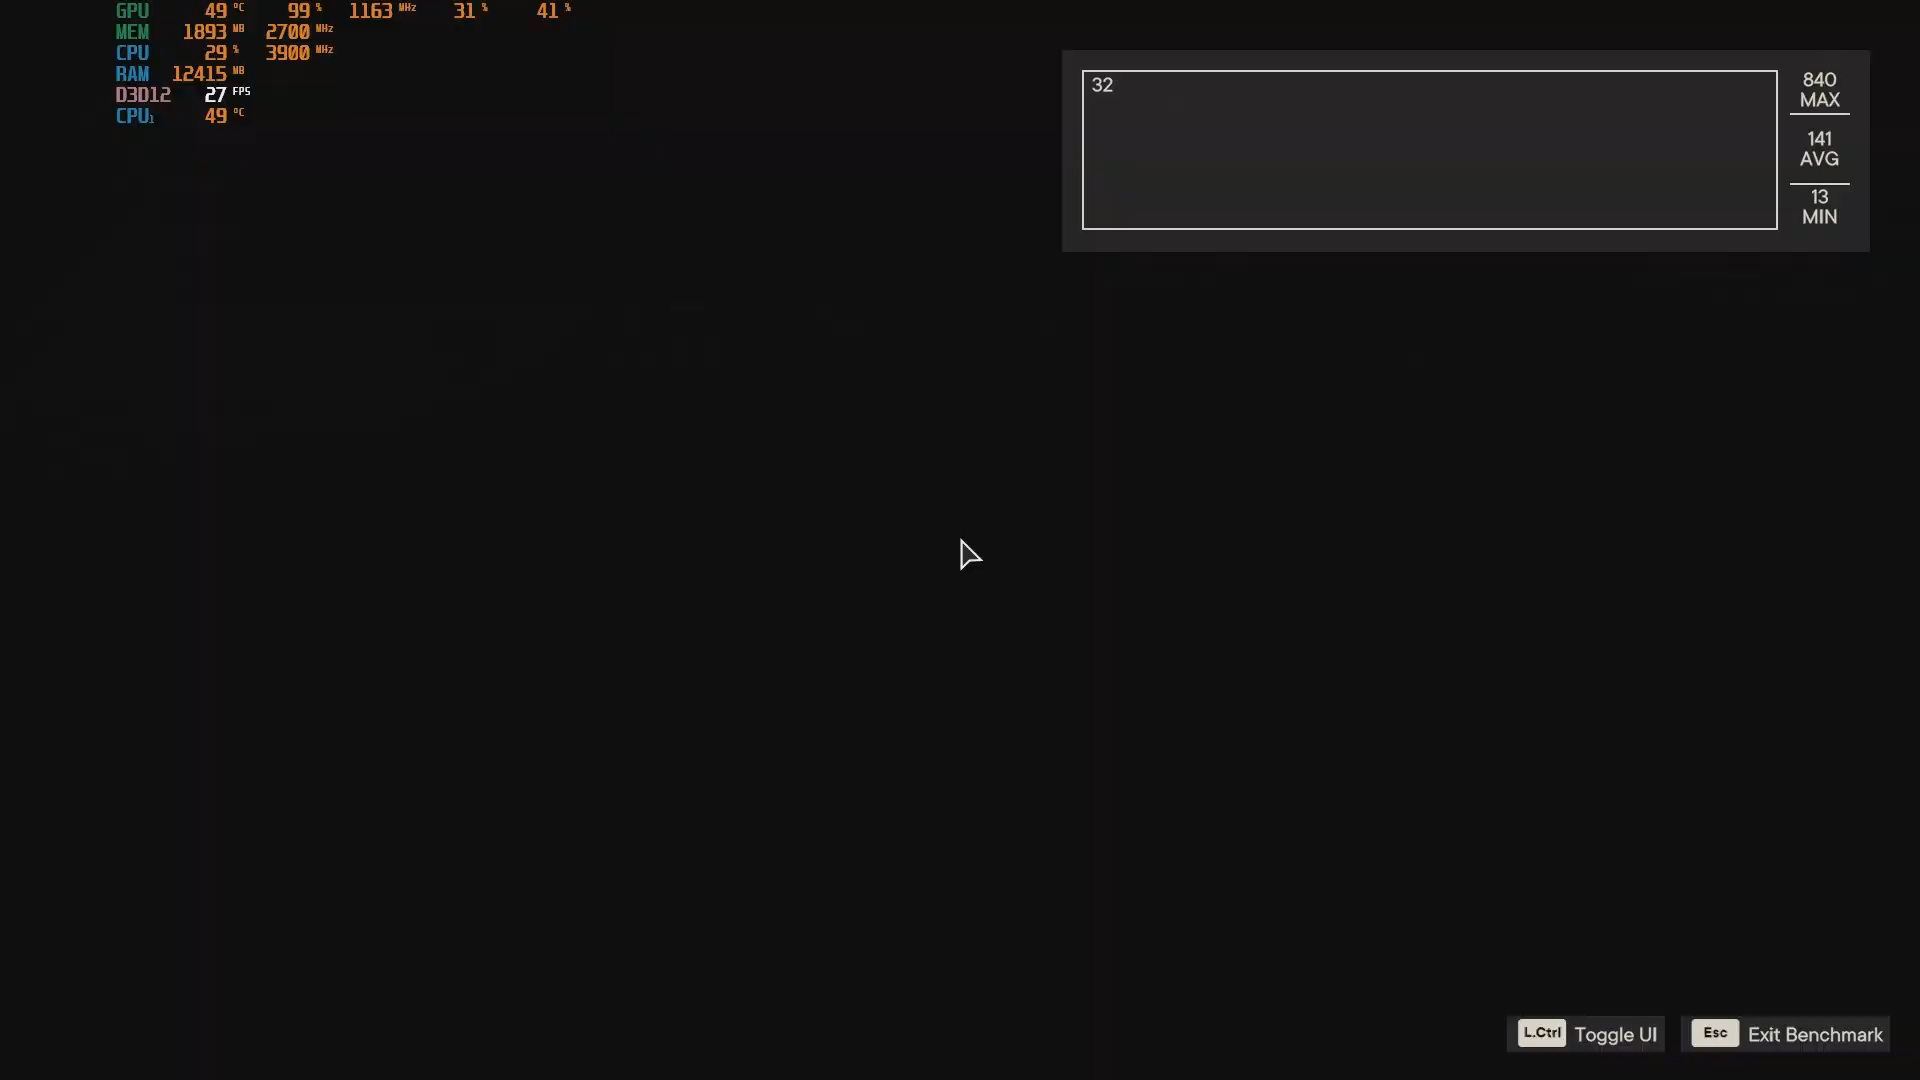 GPU 49 °C 99 % 1163 MHz 31 % 41 %
MEM 1893 MB 2700 MHz
CPU 29 % 3900 MHz
RAM 12415 MB
D3D12 27 FPS
CPU1 49 °C
32
840
MAX
141
AVG
13
MIN
L.Ctrl Toggle UI Esc Exit Benchmark